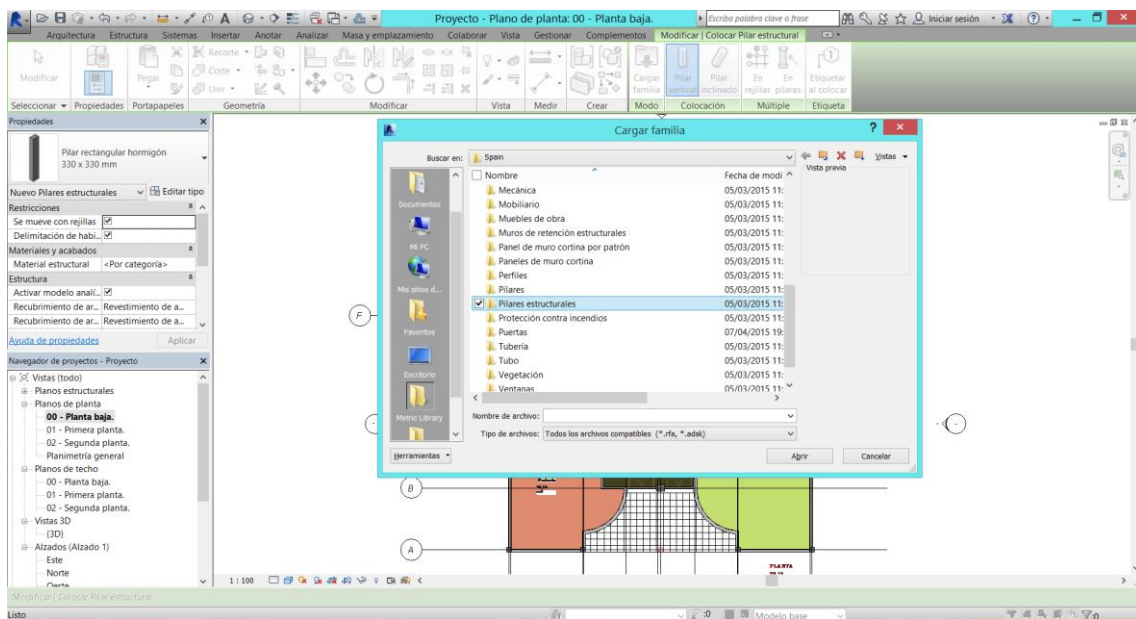 Proyecto - Plano de planta: 00 - Planta baja.
Escriba palabra clave o frase
Iniciar sesión
Arquitectura Estructura Sistemas Insertar Anotar Analizar Masa y emplazamiento Colaborar Vista Gestionar Complementos Modificar | Colocar Pilar estructural
Modificar
Pegar
Recorte
Corte
Unir
Cargar familia
Pilar vertical
Pilar inclinado
En rejillas
En pilares
Etiquetar al colocar
Seleccionar Propiedades Portapapeles Geometría Modificar Vista Medir Crear Modo Colocación Múltiple Etiqueta
Propiedades
Pilar rectangular hormigón
330 x 330 mm
Nuevo Pilares estructurales
Editar tipo
Restricciones
Se mueve con rejillas
Delimitación de habi...
Materiales y acabados
Material estructural <Por categoría>
Estructura
Activar modelo analí...
Recubrimiento de ar... Revestimiento de a...
Recubrimiento de ar... Revestimiento de a...
Ayuda de propiedades Aplicar
Navegador de proyectos - Proyecto
Vistas (todo)
Planos estructurales
Planos de planta
00 - Planta baja.
01 - Primera planta.
02 - Segunda planta.
Planimetría general
Planos de techo
00 - Planta baja.
01 - Primera planta.
02 - Segunda planta.
Vistas 3D
{3D}
Alzados (Alzado 1)
Este
Norte
Oeste
Cargar familia
Buscar en: Spain
Vistas
Vista previa
Documentos
Mi PC
Mis sitios d...
Favoritos
Escritorio
Metric Library
Nombre Fecha de modi
Mecánica 05/03/2015 11:
Mobiliario 05/03/2015 11:
Muebles de obra 05/03/2015 11:
Muros de retención estructurales 05/03/2015 11:
Panel de muro cortina por patrón 05/03/2015 11:
Paneles de muro cortina 05/03/2015 11:
Perfiles 05/03/2015 11:
Pilares 05/03/2015 11:
Pilares estructurales 05/03/2015 11:
Protección contra incendios 05/03/2015 11:
Puertas 07/04/2015 19:
Tubería 05/03/2015 11:
Tubo 05/03/2015 11:
Vegetación 05/03/2015 11:
Ventanas 05/03/2015 11:
Nombre de archivo:
Tipo de archivos: Todos los archivos compatibles (*.rfa, *.adsk)
Herramientas Abrir Cancelar
F
B
A
PLANTA
1 : 100
Modificar | Colocar Pilar estructural
Listo
:0
Modelo base
:0